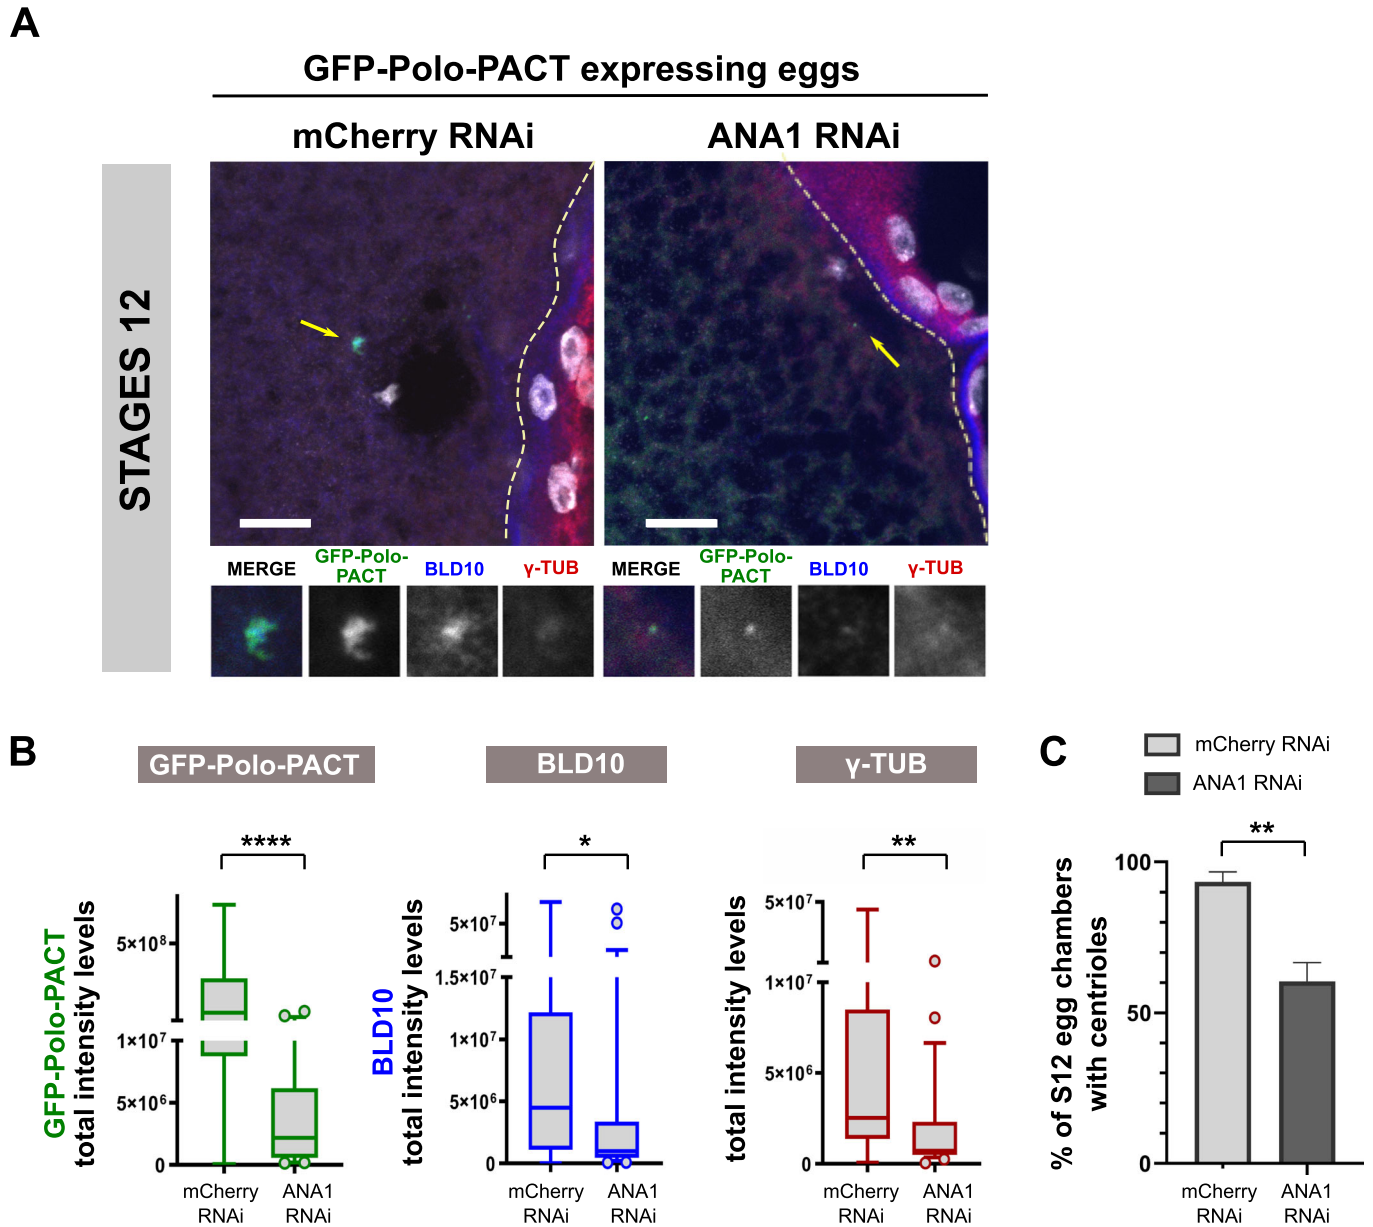 A
GFP-Polo-PACT expressing eggs
mCherry RNAi
ANA1 RNAi
STAGES 12
MERGE
GFP-Polo-
PACT
BLD10
γ-TUB
MERGE
GFP-Polo-
PACT
BLD10
γ-TUB
B
GFP-Polo-PACT
****
GFP-Polo-PACT
total intensity levels
5×10⁸
1×10⁷
5×10⁶
0
mCherry
RNAi
ANA1
RNAi
BLD10
*
BLD10
total intensity levels
5×10⁷
1.5×10⁷
1×10⁷
5×10⁶
0
mCherry
RNAi
ANA1
RNAi
γ-TUB
**
total intensity levels
5×10⁷
1×10⁷
5×10⁶
0
mCherry
RNAi
ANA1
RNAi
C
mCherry RNAi
ANA1 RNAi
**
% of S12 egg chambers
with centrioles
100
50
0
mCherry
RNAi
ANA1
RNAi